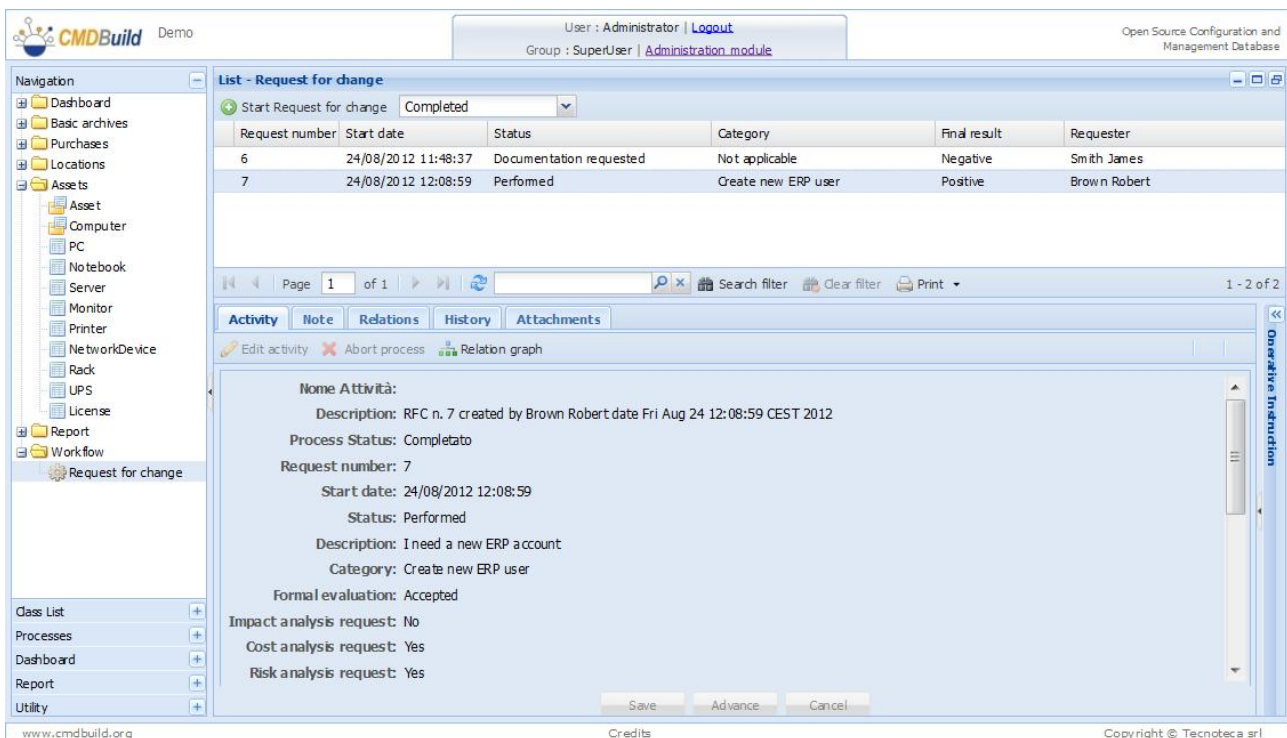 CMDBuild Demo
User : Administrator | Logout
Group : SuperUser | Administration module
Open Source Configuration and
Management Database
Navigation
Dashboard
Basic archives
Purchases
Locations
Assets
Asset
Computer
PC
Notebook
Server
Monitor
Printer
NetworkDevice
Rack
UPS
License
Report
Workflow
Request for change
Class List
Processes
Dashboard
Report
Utility
List - Request for change
Start Request for change Completed
Request number Start date Status Category Final result Requester
6 24/08/2012 11:48:37 Documentation requested Not applicable Negative Smith James
7 24/08/2012 12:08:59 Performed Create new ERP user Positive Brown Robert
Page 1 of 1 Search filter Clear filter Print 1 - 2 of 2
Activity Note Relations History Attachments
Edit activity Abort process Relation graph
Nome Attività:
Description: RFC n. 7 created by Brown Robert date Fri Aug 24 12:08:59 CEST 2012
Process Status: Completato
Request number: 7
Start date: 24/08/2012 12:08:59
Status: Performed
Description: I need a new ERP account
Category: Create new ERP user
Formal evaluation: Accepted
Impact analysis request: No
Cost analysis request: Yes
Risk analysis request: Yes
Save Advance Cancel
Operative Instruction
www.cmdbuild.org Credits Copyright © Tecnoteca srl